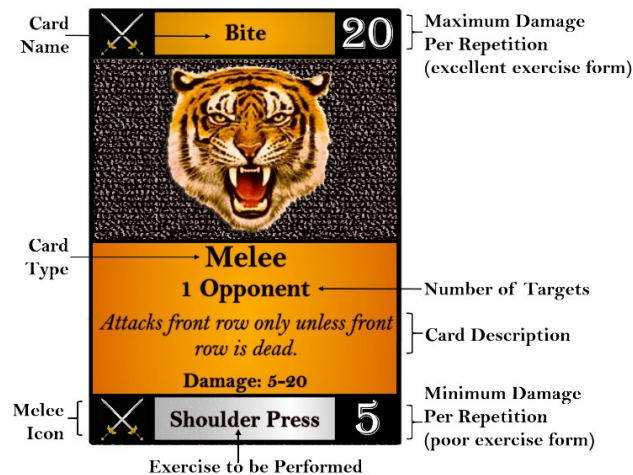 Card
Name
Bite
20
Maximum Damage
Per Repetition
(excellent exercise form)
Card
Type
Melee
1 Opponent
Number of Targets
Attacks front row only unless front
row is dead.
Card Description
Damage: 5-20
Melee
Icon
Shoulder Press
5
Minimum Damage
Per Repetition
(poor exercise form)
Exercise to be Performed